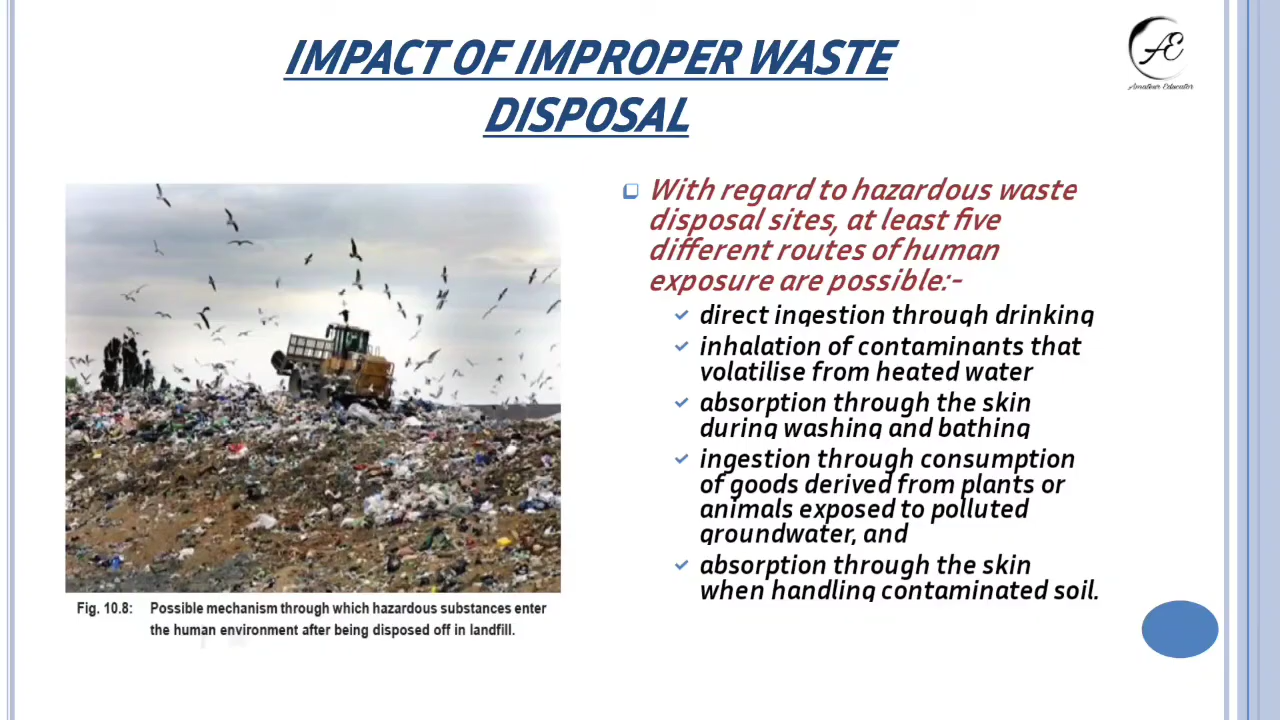 IMPACT OF IMPROPER WASTE
DISPOSAL
Amateur Educator
With regard to hazardous waste
disposal sites, at least five
different routes of human
exposure are possible:-
direct ingestion through drinking
inhalation of contaminants that
volatilise from heated water
absorption through the skin
during washing and bathing
ingestion through consumption
of goods derived from plants or
animals exposed to polluted
groundwater, and
absorption through the skin
when handling contaminated soil.
Fig. 10.8: Possible mechanism through which hazardous substances enter
the human environment after being disposed off in landfill.